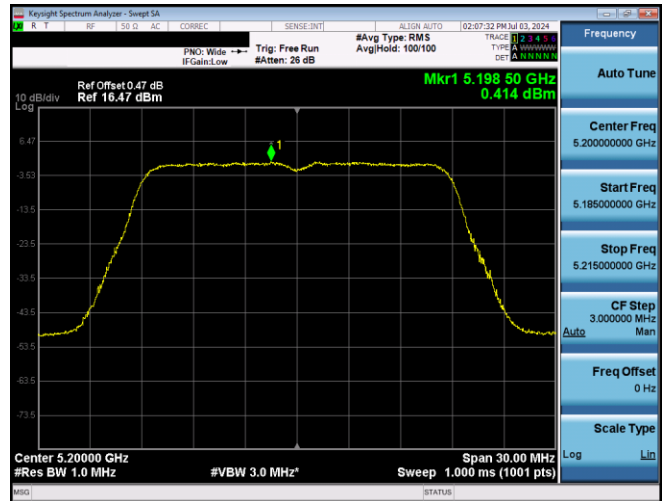 Keysight Spectrum Analyzer - Swept SA
R T RF 50 Ω AC CORREC SENSE:INT ALIGN AUTO 02:07:32 PM Jul 03, 2024
PNO: Wide
IFGain:Low
Trig: Free Run
#Atten: 26 dB
#Avg Type: RMS
Avg|Hold: 100/100
TRACE 1 2 3 4 5 6
TYPE A WWWWW
DET A N N N N N
Mkr1 5.198 50 GHz
0.414 dBm
Ref Offset 0.47 dB
Ref 16.47 dBm
10 dB/div
Log
1
6.47
-3.53
-13.5
-23.5
-33.5
-43.5
-53.5
-63.5
-73.5
Center 5.20000 GHz
Span 30.00 MHz
#Res BW 1.0 MHz
#VBW 3.0 MHz*
Sweep 1.000 ms (1001 pts)
MSG
STATUS
Frequency
Auto Tune
Center Freq
5.200000000 GHz
Start Freq
5.185000000 GHz
Stop Freq
5.215000000 GHz
CF Step
3.000000 MHz
Auto Man
Freq Offset
0 Hz
Scale Type
Log Lin